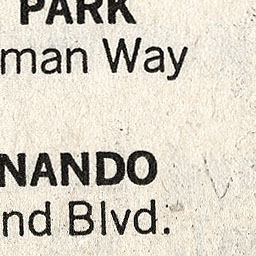 PARK
man Way
NANDO
nd Blvd.